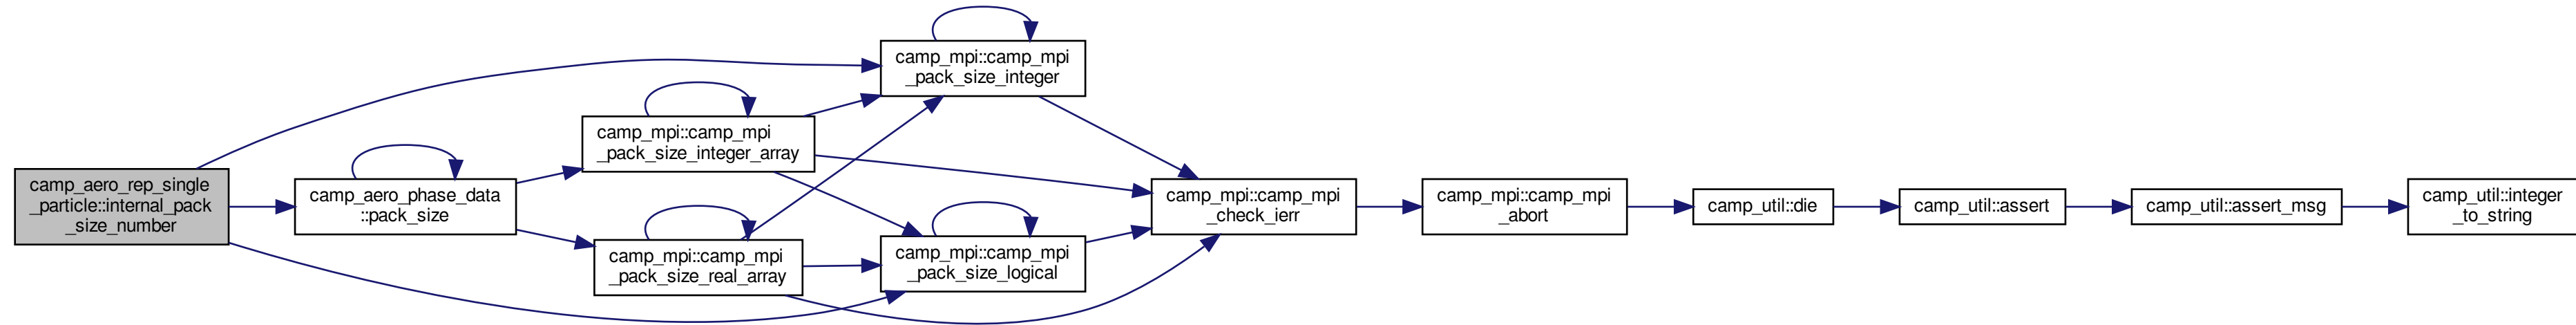 camp_aero_rep_single
_particle::internal_pack
_size_number
camp_aero_phase_data
::pack_size
camp_mpi::camp_mpi
_pack_size_integer_array
camp_mpi::camp_mpi
_pack_size_real_array
camp_mpi::camp_mpi
_pack_size_integer
camp_mpi::camp_mpi
_pack_size_logical
camp_mpi::camp_mpi
_check_ierr
camp_mpi::camp_mpi
_abort
camp_util::die
camp_util::assert
camp_util::assert_msg
camp_util::integer
_to_string